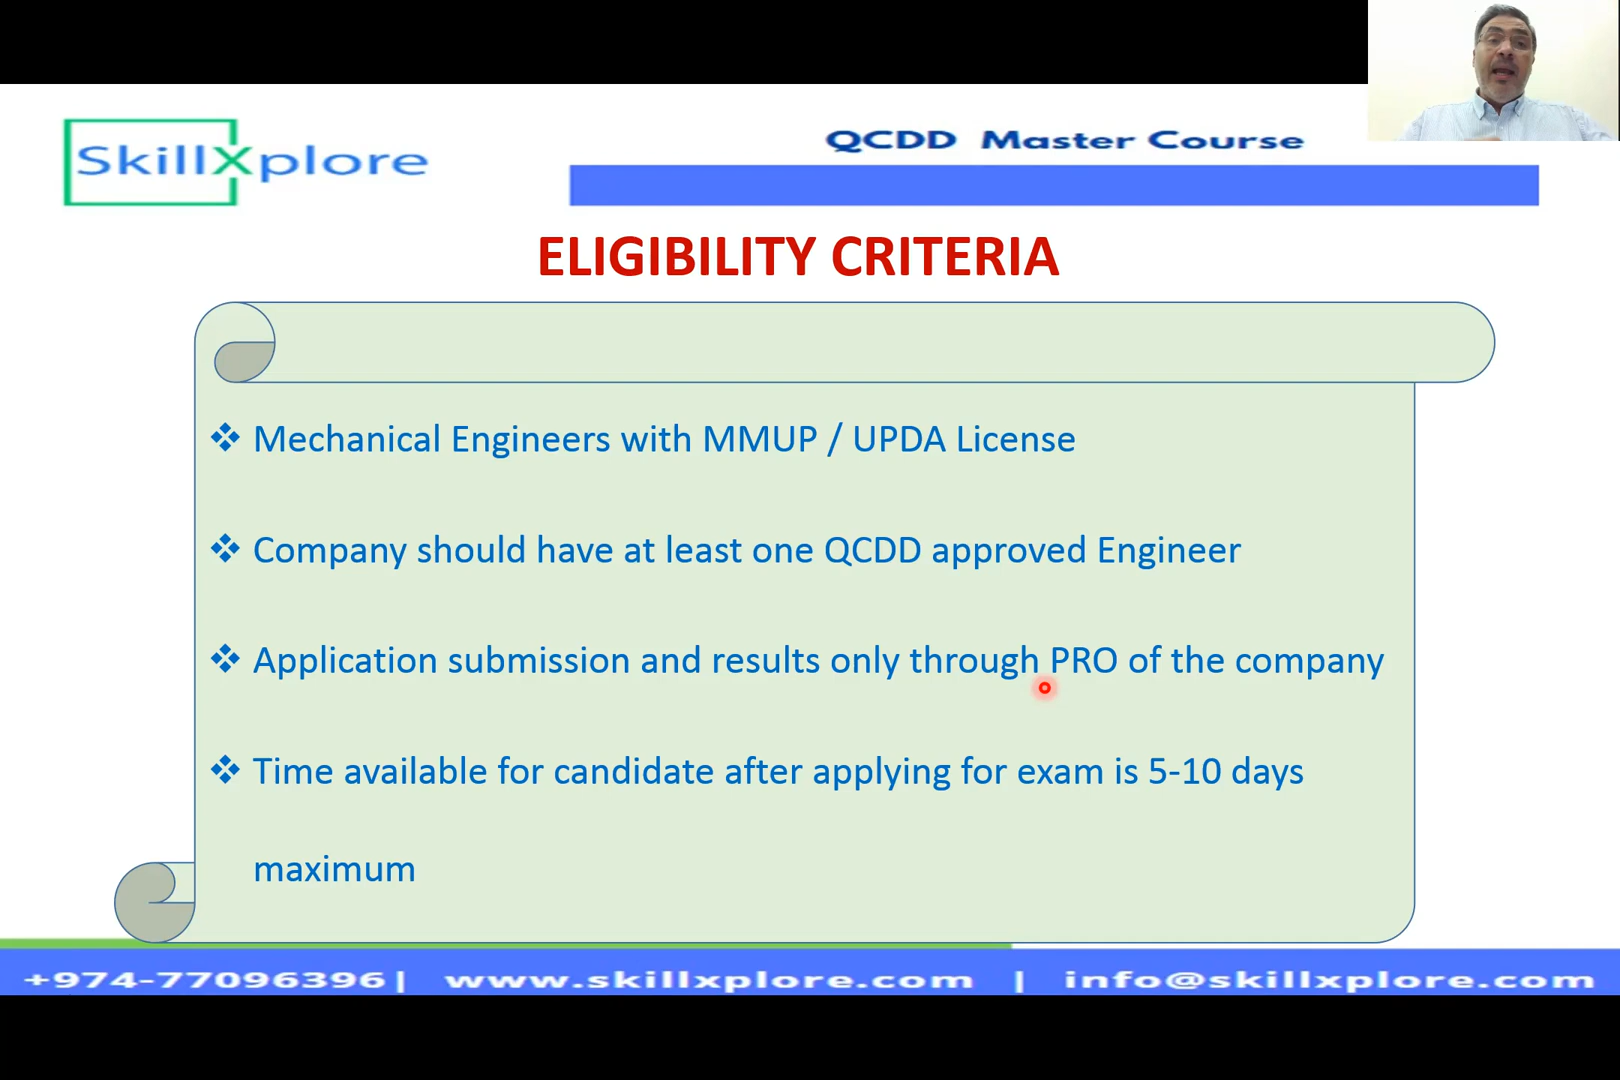 SkillXplore
QCDD Master Course
ELIGIBILITY CRITERIA
❖ Mechanical Engineers with MMUP / UPDA License
❖ Company should have at least one QCDD approved Engineer
❖ Application submission and results only through PRO of the company
❖ Time available for candidate after applying for exam is 5-10 days
maximum
+974-77096396| www.skillxplore.com | info@skillxplore.com